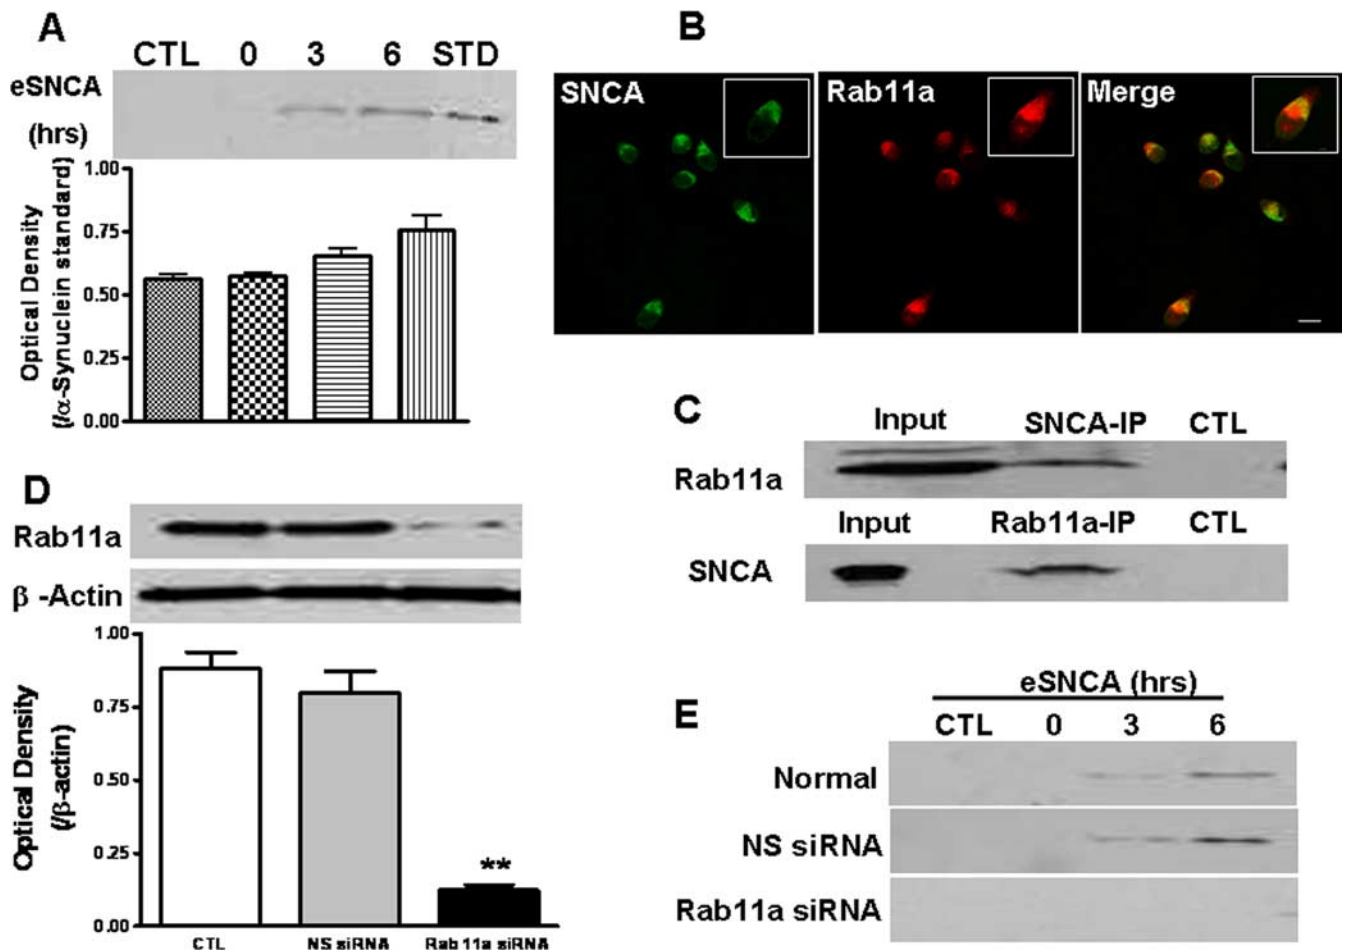 A
CTL 0 3 6 STD
eSNCA
(hrs)
1.00
0.75
0.50
0.25
0.00
Optical Density
(/α-Synuclein standard)
B
SNCA
Rab11a
Merge
C
Input SNCA-IP CTL
Rab11a
Input Rab11a-IP CTL
SNCA
D
Rab11a
β -Actin
1.00
0.75
0.50
0.25
0.00
Optical Density
(/β-actin)
**
CTL NS siRNA Rab 11a siRNA
E
eSNCA (hrs)
CTL 0 3 6
Normal
NS siRNA
Rab11a siRNA